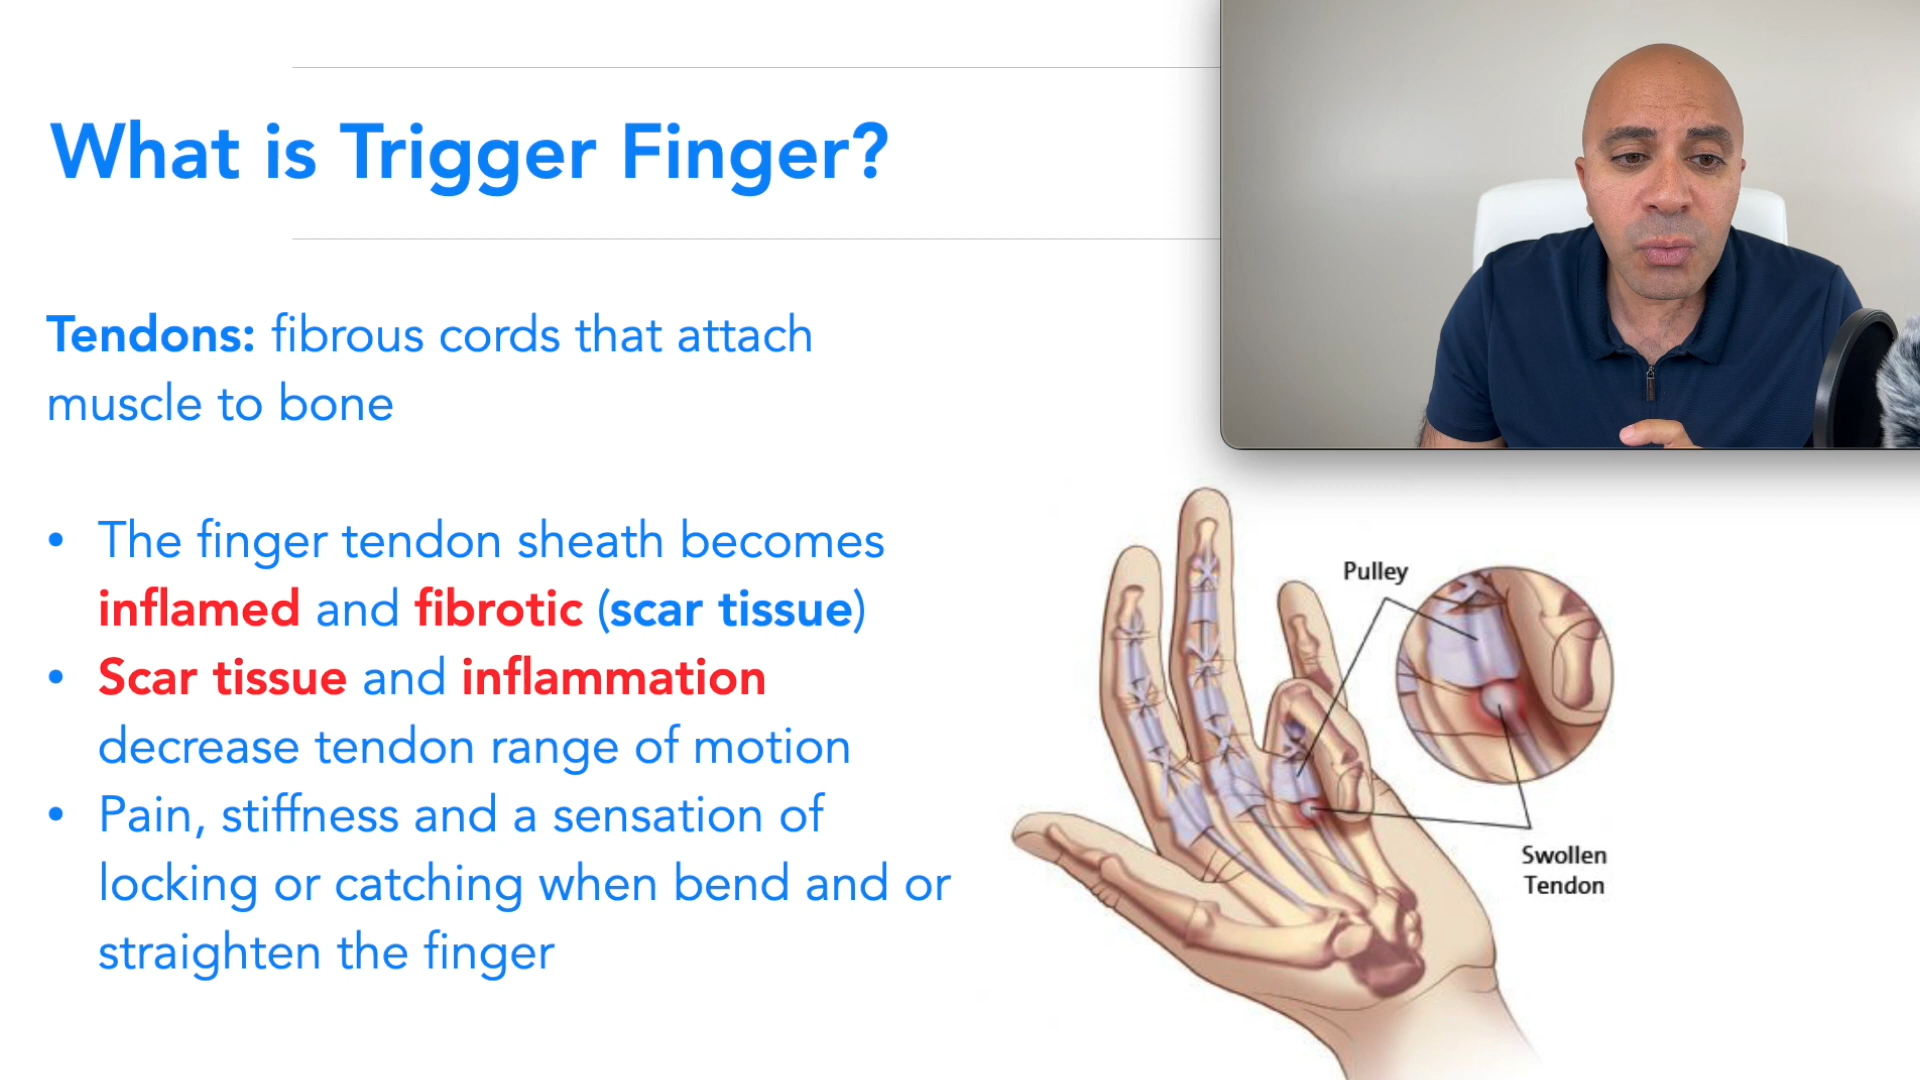 What is Trigger Finger?
Tendons: fibrous cords that attach
muscle to bone
• The finger tendon sheath becomes
inflamed and fibrotic (scar tissue)
• Scar tissue and inflammation
decrease tendon range of motion
• Pain, stiffness and a sensation of
locking or catching when bend and or
straighten the finger
Pulley
Swollen
Tendon